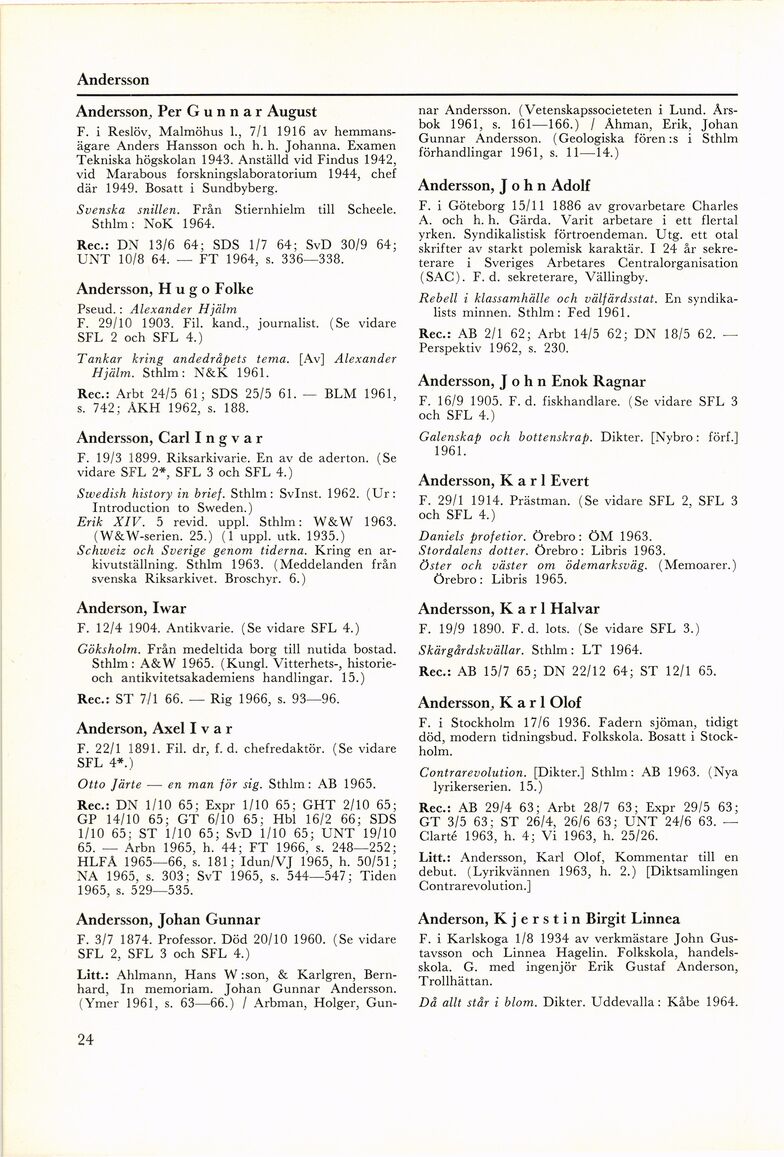 Andersson
Andersson, Per G u n n a r August
F. i Reslöv, Malmöhus l., 7/1 1916 av hemmans-
ägare Anders Hansson och h. h. Johanna. Examen
Tekniska högskolan 1943. Anställd vid Findus 1942,
vid Marabous forskningslaboratorium 1944, chef
där 1949. Bosatt i Sundbyberg.
Svenska snillen. Från Stiernhielm till Scheele.
Sthlm: NoK 1964.
Rec.: DN 13/6 64; SDS 1/7 64; SvD 30/9 64;
UNT 10/8 64. — FT 1964, s. 336—338.
Andersson, H u g o Folke
Pseud.: Alexander Hjälm
F. 29/10 1903. Fil. kand., journalist. (Se vidare
SFL 2 och SFL 4.)
Tankar kring andedråpets tema. [Av] Alexander
Hjälm. Sthlm: N&K 1961.
Rec.: Arbt 24/5 61; SDS 25/5 61. — BLM 1961,
s. 742; ÅKH 1962, s. 188.
Andersson, Carl I n g v a r
F. 19/3 1899. Riksarkivarie. En av de aderton. (Se
vidare SFL 2*, SFL 3 och SFL 4.)
Swedish history in brief. Sthlm: SvInst. 1962. (Ur:
Introduction to Sweden.)
Erik XIV. 5 revid. uppl. Sthlm: W&W 1963.
(W&W-serien. 25.) (1 uppl. utk. 1935.)
Schweiz och Sverige genom tiderna. Kring en ar-
kivutställning. Sthlm 1963. (Meddelanden från
svenska Riksarkivet. Broschyr. 6.)
Anderson, Iwar
F. 12/4 1904. Antikvarie. (Se vidare SFL 4.)
Göksholm. Från medeltida borg till nutida bostad.
Sthlm: A&W 1965. (Kungl. Vitterhets-, historie-
och antikvitetsakademiens handlingar. 15.)
Rec.: ST 7/1 66. — Rig 1966, s. 93—96.
Anderson, Axel I v a r
F. 22/1 1891. Fil. dr, f. d. chefredaktör. (Se vidare
SFL 4*.)
Otto Järte — en man för sig. Sthlm: AB 1965.
Rec.: DN 1/10 65; Expr 1/10 65; GHT 2/10 65;
GP 14/10 65; GT 6/10 65; Hbl 16/2 66; SDS
1/10 65; ST 1/10 65; SvD 1/10 65; UNT 19/10
65. — Arbn 1965, h. 44; FT 1966, s. 248—252;
HLFÅ 1965—66, s. 181; Idun/VJ 1965, h. 50/51;
NA 1965, s. 303; SvT 1965, s. 544—547; Tiden
1965, s. 529—535.
Andersson, Johan Gunnar
F. 3/7 1874. Professor. Död 20/10 1960. (Se vidare
SFL 2, SFL 3 och SFL 4.)
Litt.: Ahlmann, Hans W:son, & Karlgren, Bern-
hard, In memoriam. Johan Gunnar Andersson.
(Ymer 1961, s. 63—66.) / Arbman, Holger, Gun-
nar Andersson. (Vetenskapssocieteten i Lund. Års-
bok 1961, s. 161—166.) / Åhman, Erik, Johan
Gunnar Andersson. (Geologiska fören:s i Sthlm
förhandlingar 1961, s. 11—14.)
Andersson, J o h n Adolf
F. i Göteborg 15/11 1886 av grovarbetare Charles
A. och h. h. Gärda. Varit arbetare i ett flertal
yrken. Syndikalistisk förtroendeman. Utg. ett otal
skrifter av starkt polemisk karaktär. I 24 år sekre-
terare i Sveriges Arbetares Centralorganisation
(SAC). F. d. sekreterare, Vällingby.
Rebell i klassamhälle och välfärdsstat. En syndika-
lists minnen. Sthlm: Fed 1961.
Rec.: AB 2/1 62; Arbt 14/5 62; DN 18/5 62. —
Perspektiv 1962, s. 230.
Andersson, J o h n Enok Ragnar
F. 16/9 1905. F. d. fiskhandlare. (Se vidare SFL 3
och SFL 4.)
Galenskap och bottenskrap. Dikter. [Nybro: förf.]
1961.
Andersson, K a r l Evert
F. 29/1 1914. Prästman. (Se vidare SFL 2, SFL 3
och SFL 4.)
Daniels profetior. Örebro: ÖM 1963.
Stordalens dotter. Örebro: Libris 1963.
Öster och väster om ödemarksväg. (Memoarer.)
Örebro: Libris 1965.
Andersson, K a r l Halvar
F. 19/9 1890. F. d. lots. (Se vidare SFL 3.)
Skärgårdskvällar. Sthlm: LT 1964.
Rec.: AB 15/7 65; DN 22/12 64; ST 12/1 65.
Andersson, K a r l Olof
F. i Stockholm 17/6 1936. Fadern sjöman, tidigt
död, modern tidningsbud. Folkskola. Bosatt i Stock-
holm.
Contrarevolution. [Dikter.] Sthlm: AB 1963. (Nya
lyrikerserien. 15.)
Rec.: AB 29/4 63; Arbt 28/7 63; Expr 29/5 63;
GT 3/5 63; ST 26/4, 26/6 63; UNT 24/6 63. —
Clarté 1963, h. 4; Vi 1963, h. 25/26.
Litt.: Andersson, Karl Olof, Kommentar till en
debut. (Lyrikvännen 1963, h. 2.) [Diktsamlingen
Contrarevolution.]
Anderson, K j e r s t i n Birgit Linnea
F. i Karlskoga 1/8 1934 av verkmästare John Gus-
tavsson och Linnea Hagelin. Folkskola, handels-
skola. G. med ingenjör Erik Gustaf Anderson,
Trollhättan.
Då allt står i blom. Dikter. Uddevalla: Kåbe 1964.
24